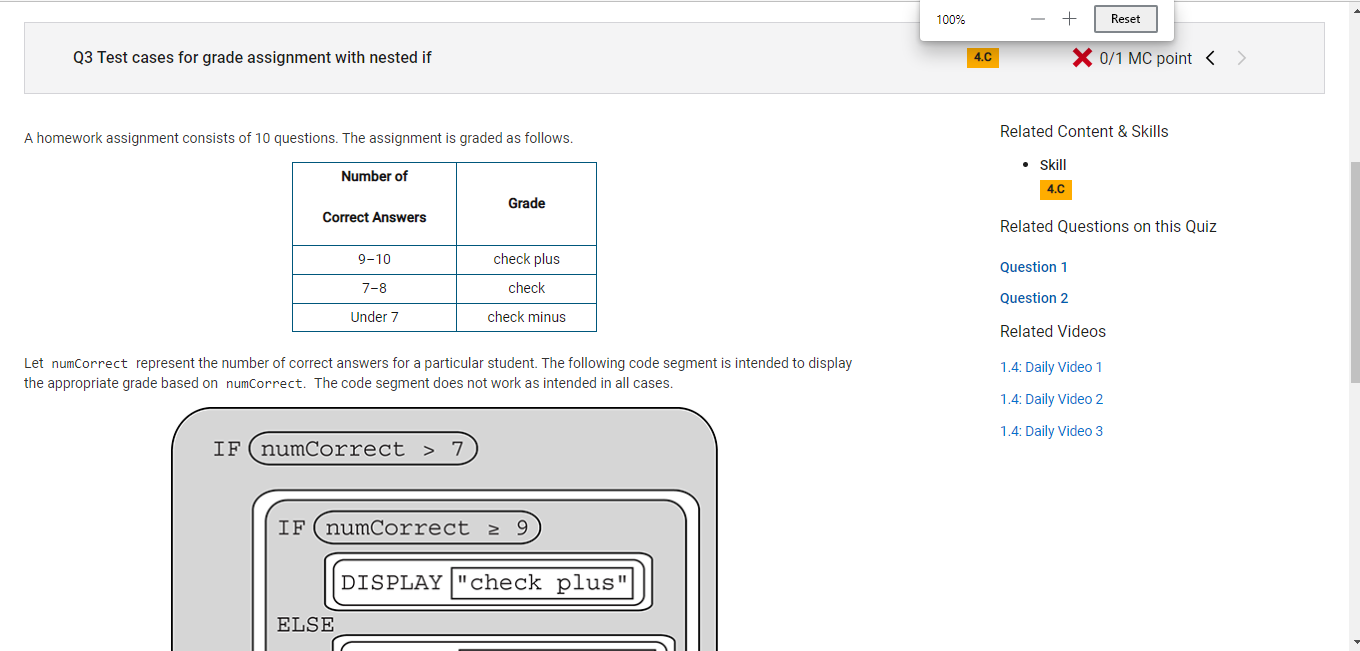 100%
Reset
Q3 Test cases for grade assignment with nested if
4.C
0/1 MC point
A homework assignment consists of 10 questions. The assignment is graded as follows.
Number of
Correct Answers
Grade
9–10
check plus
7–8
check
Under 7
check minus
Let numCorrect represent the number of correct answers for a particular student. The following code segment is intended to display
the appropriate grade based on numCorrect. The code segment does not work as intended in all cases.
IF numCorrect > 7
IF numCorrect ≥ 9
DISPLAY "check plus"
ELSE
Related Content & Skills
• Skill
4.C
Related Questions on this Quiz
Question 1
Question 2
Related Videos
1.4: Daily Video 1
1.4: Daily Video 2
1.4: Daily Video 3